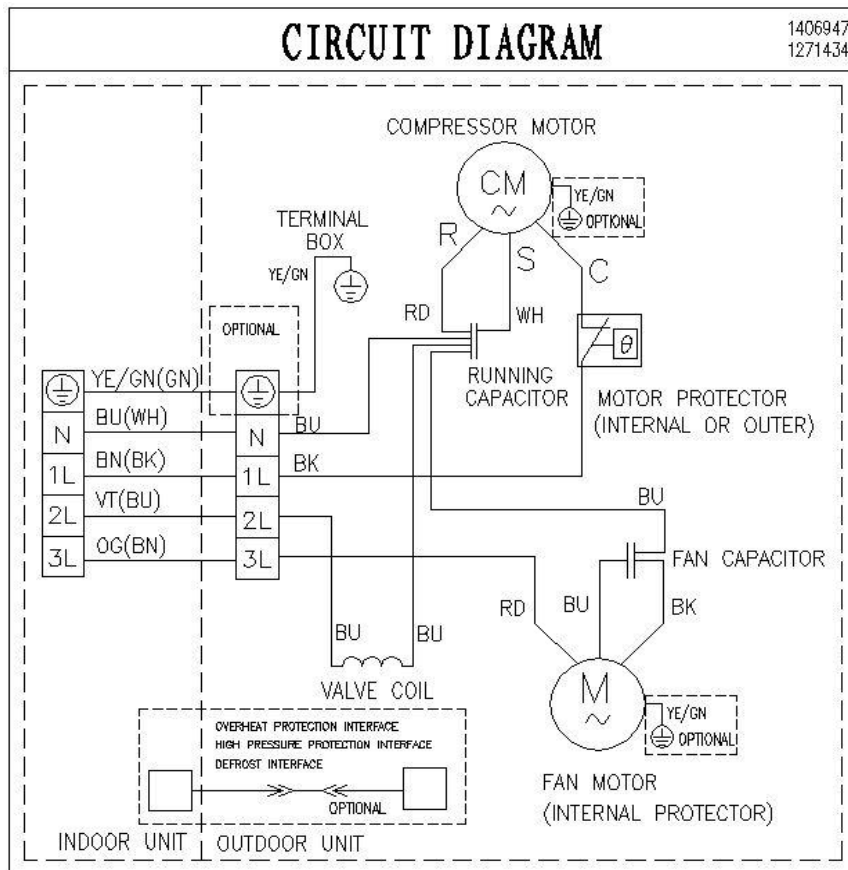 CIRCUIT DIAGRAM
1406947
1271434
COMPRESSOR MOTOR
CM
~
YE/GN
OPTIONAL
R
S
C
TERMINAL
BOX
YE/GN
RD
WH
θ
OPTIONAL
RUNNING
CAPACITOR
MOTOR PROTECTOR
(INTERNAL OR OUTER)
YE/GN(GN)
N
BU(WH)
N
BU
1L
BN(BK)
1L
BK
2L
VT(BU)
2L
3L
OG(BN)
3L
BU
FAN CAPACITOR
RD
BU
BK
BU
BU
VALVE COIL
M
~
YE/GN
OPTIONAL
FAN MOTOR
(INTERNAL PROTECTOR)
OVERHEAT PROTECTION INTERFACE
HIGH PRESSURE PROTECTION INTERFACE
DEFROST INTERFACE
OPTIONAL
INDOOR UNIT
OUTDOOR UNIT